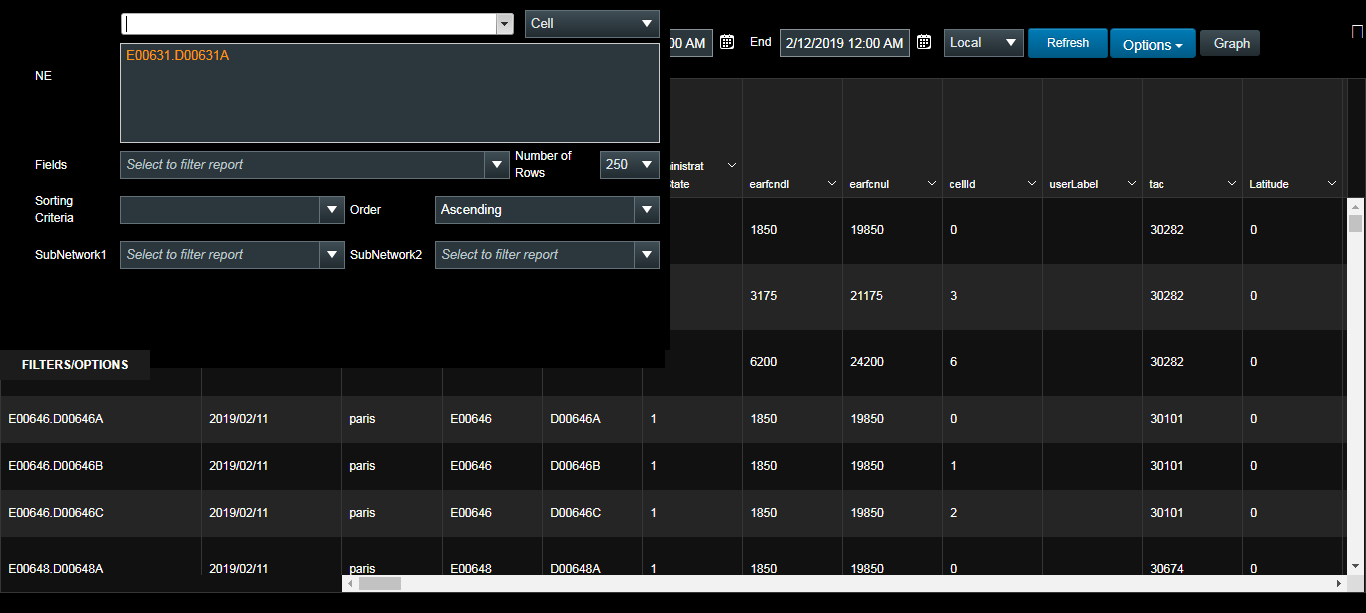 Cell
00 AM End 2/12/2019 12:00 AM Local Refresh Options Graph
E00631.D00631A
NE
Fields Select to filter report Number of Rows 250
Sorting Criteria Order Ascending
SubNetwork1 Select to filter report SubNetwork2 Select to filter report
FILTERS/OPTIONS
inistrat
State earfcndl earfcnul cellId userLabel tac Latitude
1850 19850 0 30282 0
3175 21175 3 30282 0
6200 24200 6 30282 0
E00646.D00646A 2019/02/11 paris E00646 D00646A 1 1850 19850 0 30101 0
E00646.D00646B 2019/02/11 paris E00646 D00646B 1 1850 19850 1 30101 0
E00646.D00646C 2019/02/11 paris E00646 D00646C 1 1850 19850 2 30101 0
E00648.D00648A 2019/02/11 paris E00648 D00648A 1 1850 19850 0 30674 0